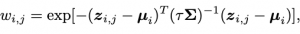 w_{i,j} = \exp[-(\boldsymbol{z}_{i,j} - \boldsymbol{\mu}_i)^T (\tau \boldsymbol{\Sigma})^{-1} (\boldsymbol{z}_{i,j} - \boldsymbol{\mu}_i)],